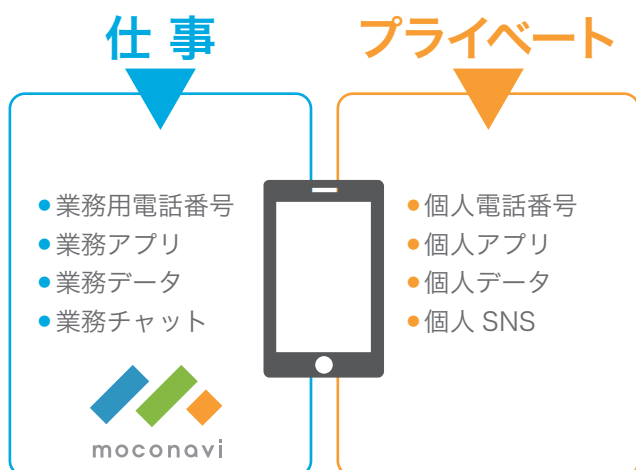 仕事
プライベート
●業務用電話番号
●業務アプリ
●業務データ
●業務チャット
moconavi
●個人電話番号
●個人アプリ
●個人データ
●個人 SNS